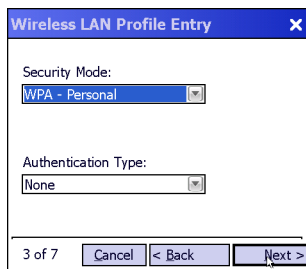 Wireless LAN Profile Entry X
Security Mode:
WPA - Personal
Authentication Type:
None
3 of 7 Cancel < Back Next >